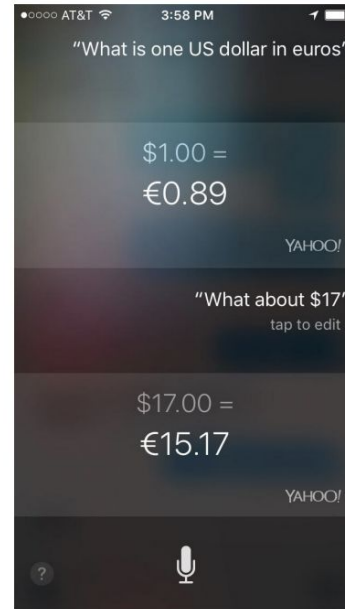 AT&T 3:58 PM
“What is one US dollar in euros”
$1.00 =
€0.89
YAHOO!
“What about $17”
tap to edit
$17.00 =
€15.17
YAHOO!
?